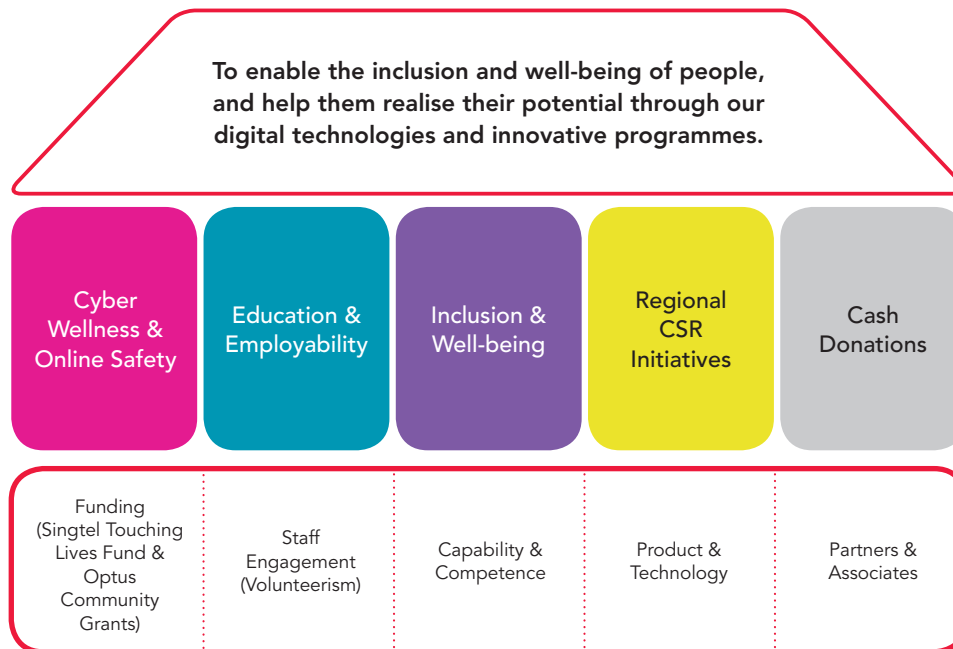 To enable the inclusion and well-being of people,
and help them realise their potential through our
digital technologies and innovative programmes.
Cyber
Wellness &
Online Safety
Education &
Employability
Inclusion &
Well-being
Regional
CSR
Initiatives
Cash
Donations
Funding
(Singtel Touching
Lives Fund &
Optus
Community
Grants)
Staff
Engagement
(Volunteerism)
Capability &
Competence
Product &
Technology
Partners &
Associates